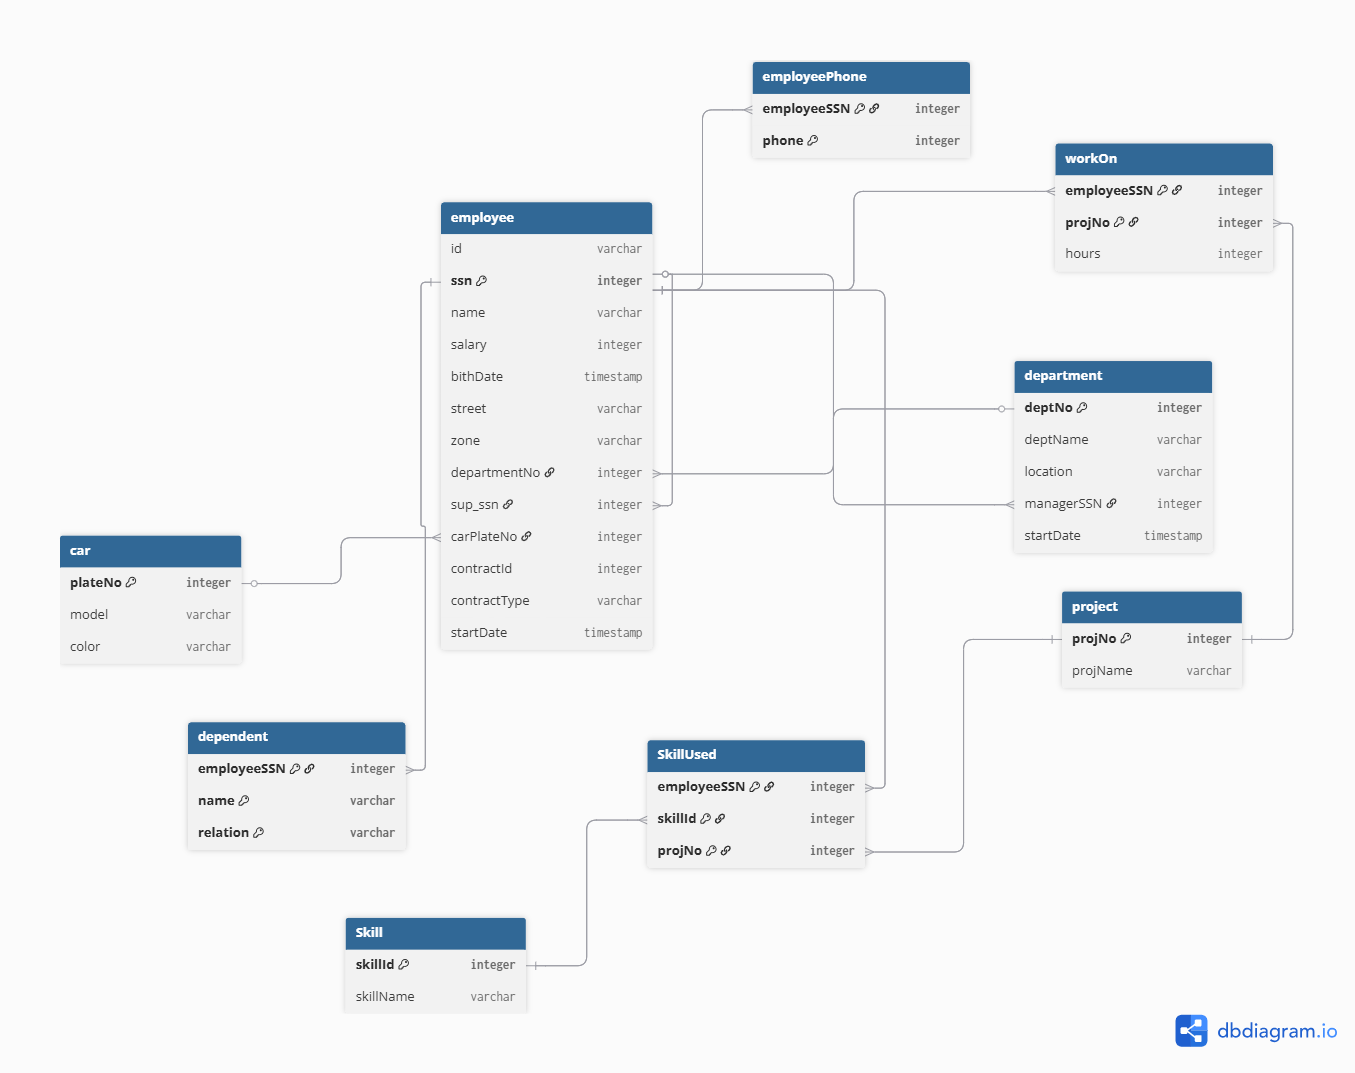 employeePhone
employeeSSN integer
phone integer
workOn
employeeSSN integer
projNo integer
hours integer
employee
id varchar
ssn integer
name varchar
salary integer
bithDate timestamp
street varchar
zone varchar
departmentNo integer
sup_ssn integer
carPlateNo integer
contractId integer
contractType varchar
startDate timestamp
department
deptNo integer
deptName varchar
location varchar
managerSSN integer
startDate timestamp
car
plateNo integer
model varchar
color varchar
project
projNo integer
projName varchar
dependent
employeeSSN integer
name varchar
relation varchar
SkillUsed
employeeSSN integer
skillId integer
projNo integer
Skill
skillId integer
skillName varchar
dbdiagram.io